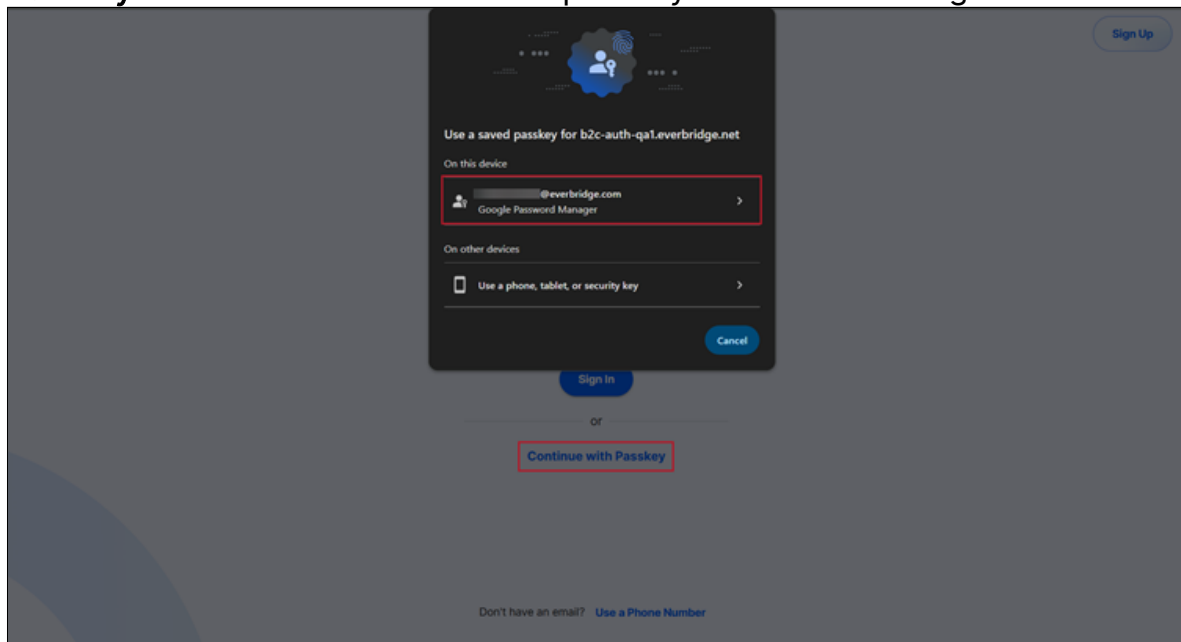 Sign Up
Use a saved passkey for b2c-auth-qa1.everbridge.net
On this device
@everbridge.com
Google Password Manager
On other devices
Use a phone, tablet, or security key
Cancel
Sign In
or
Continue with Passkey
Don't have an email? Use a Phone Number